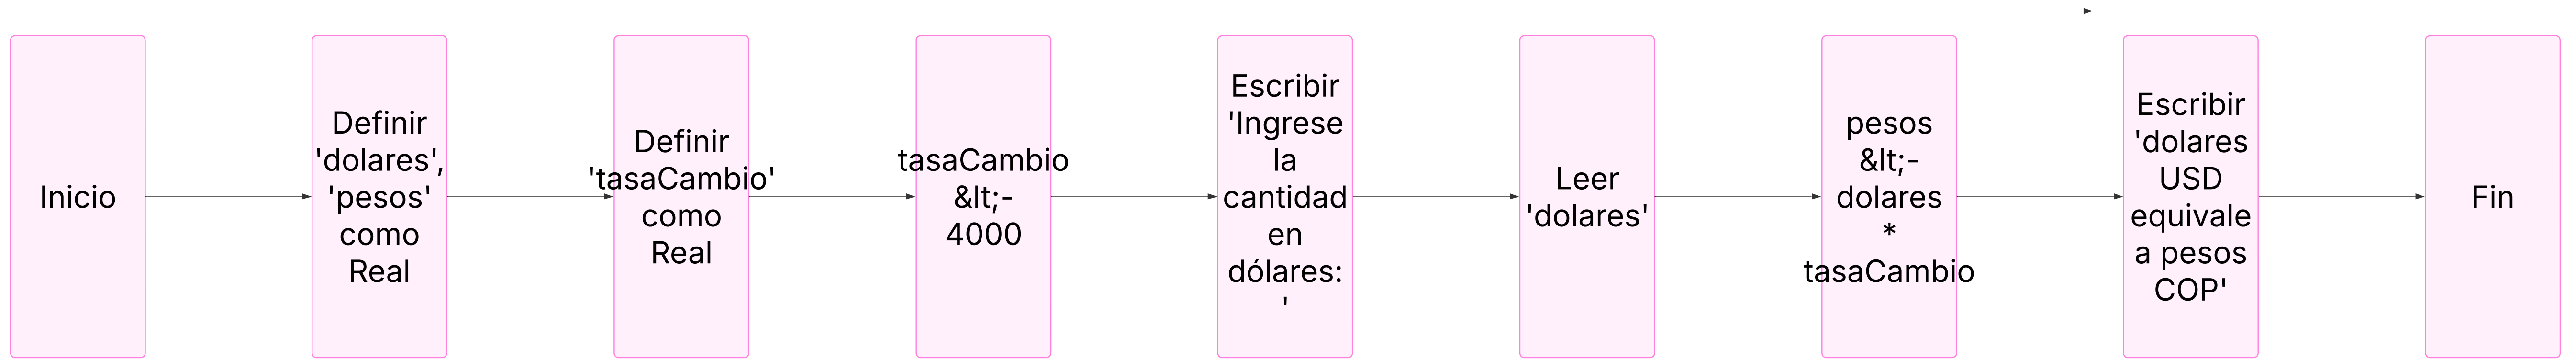 Inicio
Definir
'dolares',
'pesos'
como
Real
Definir
'tasaCambio'
como
Real
tasaCambio
&lt;-
4000
Escribir
'Ingrese
la
cantidad
en
dólares:
'
Leer
'dolares'
pesos
&lt;-
dolares
*
tasaCambio
Escribir
'dolares
USD
equivale
a pesos
COP'
Fin